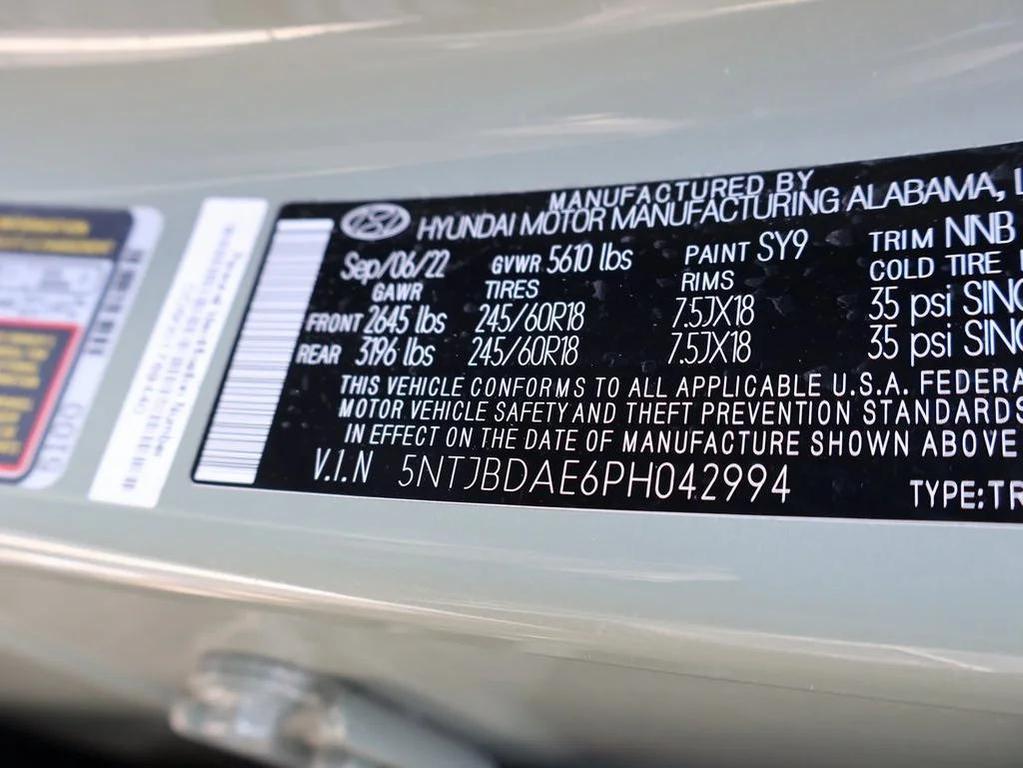 MANUFACTURED BY
HYUNDAI MOTOR MANUFACTURING ALABAMA, L
Sep/06/22 GVWR 5610 lbs PAINT SY9 TRIM NNB
GAWR TIRES RIMS COLD TIRE
FRONT 2645 lbs 245/60R18 7.5JX18 35 psi SING
REAR 3196 lbs 245/60R18 7.5JX18 35 psi SING
THIS VEHICLE CONFORMS TO ALL APPLICABLE U.S.A. FEDERA
MOTOR VEHICLE SAFETY AND THEFT PREVENTION STANDARDS
IN EFFECT ON THE DATE OF MANUFACTURE SHOWN ABOVE
V.I.N 5NTJBDAE6PH042994 TYPE:TR